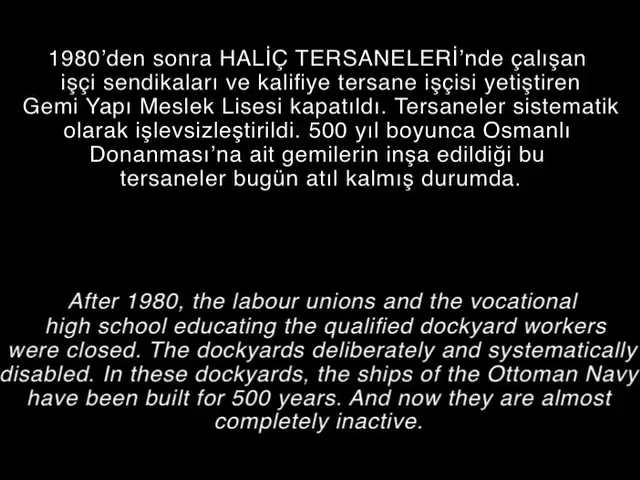 1980’den sonra HALİÇ TERSANELERİ’nde çalışan
işçi sendikaları ve kalifiye tersane işçisi yetiştiren
Gemi Yapı Meslek Lisesi kapatıldı. Tersaneler sistematik
olarak işlevsizleştirildi. 500 yıl boyunca Osmanlı
Donanması’na ait gemilerin inşa edildiği bu
tersaneler bugün atıl kalmış durumda.
After 1980, the labour unions and the vocational
high school educating the qualified dockyard workers
were closed. The dockyards deliberately and systematically
disabled. In these dockyards, the ships of the Ottoman Navy
have been built for 500 years. And now they are almost
completely inactive.